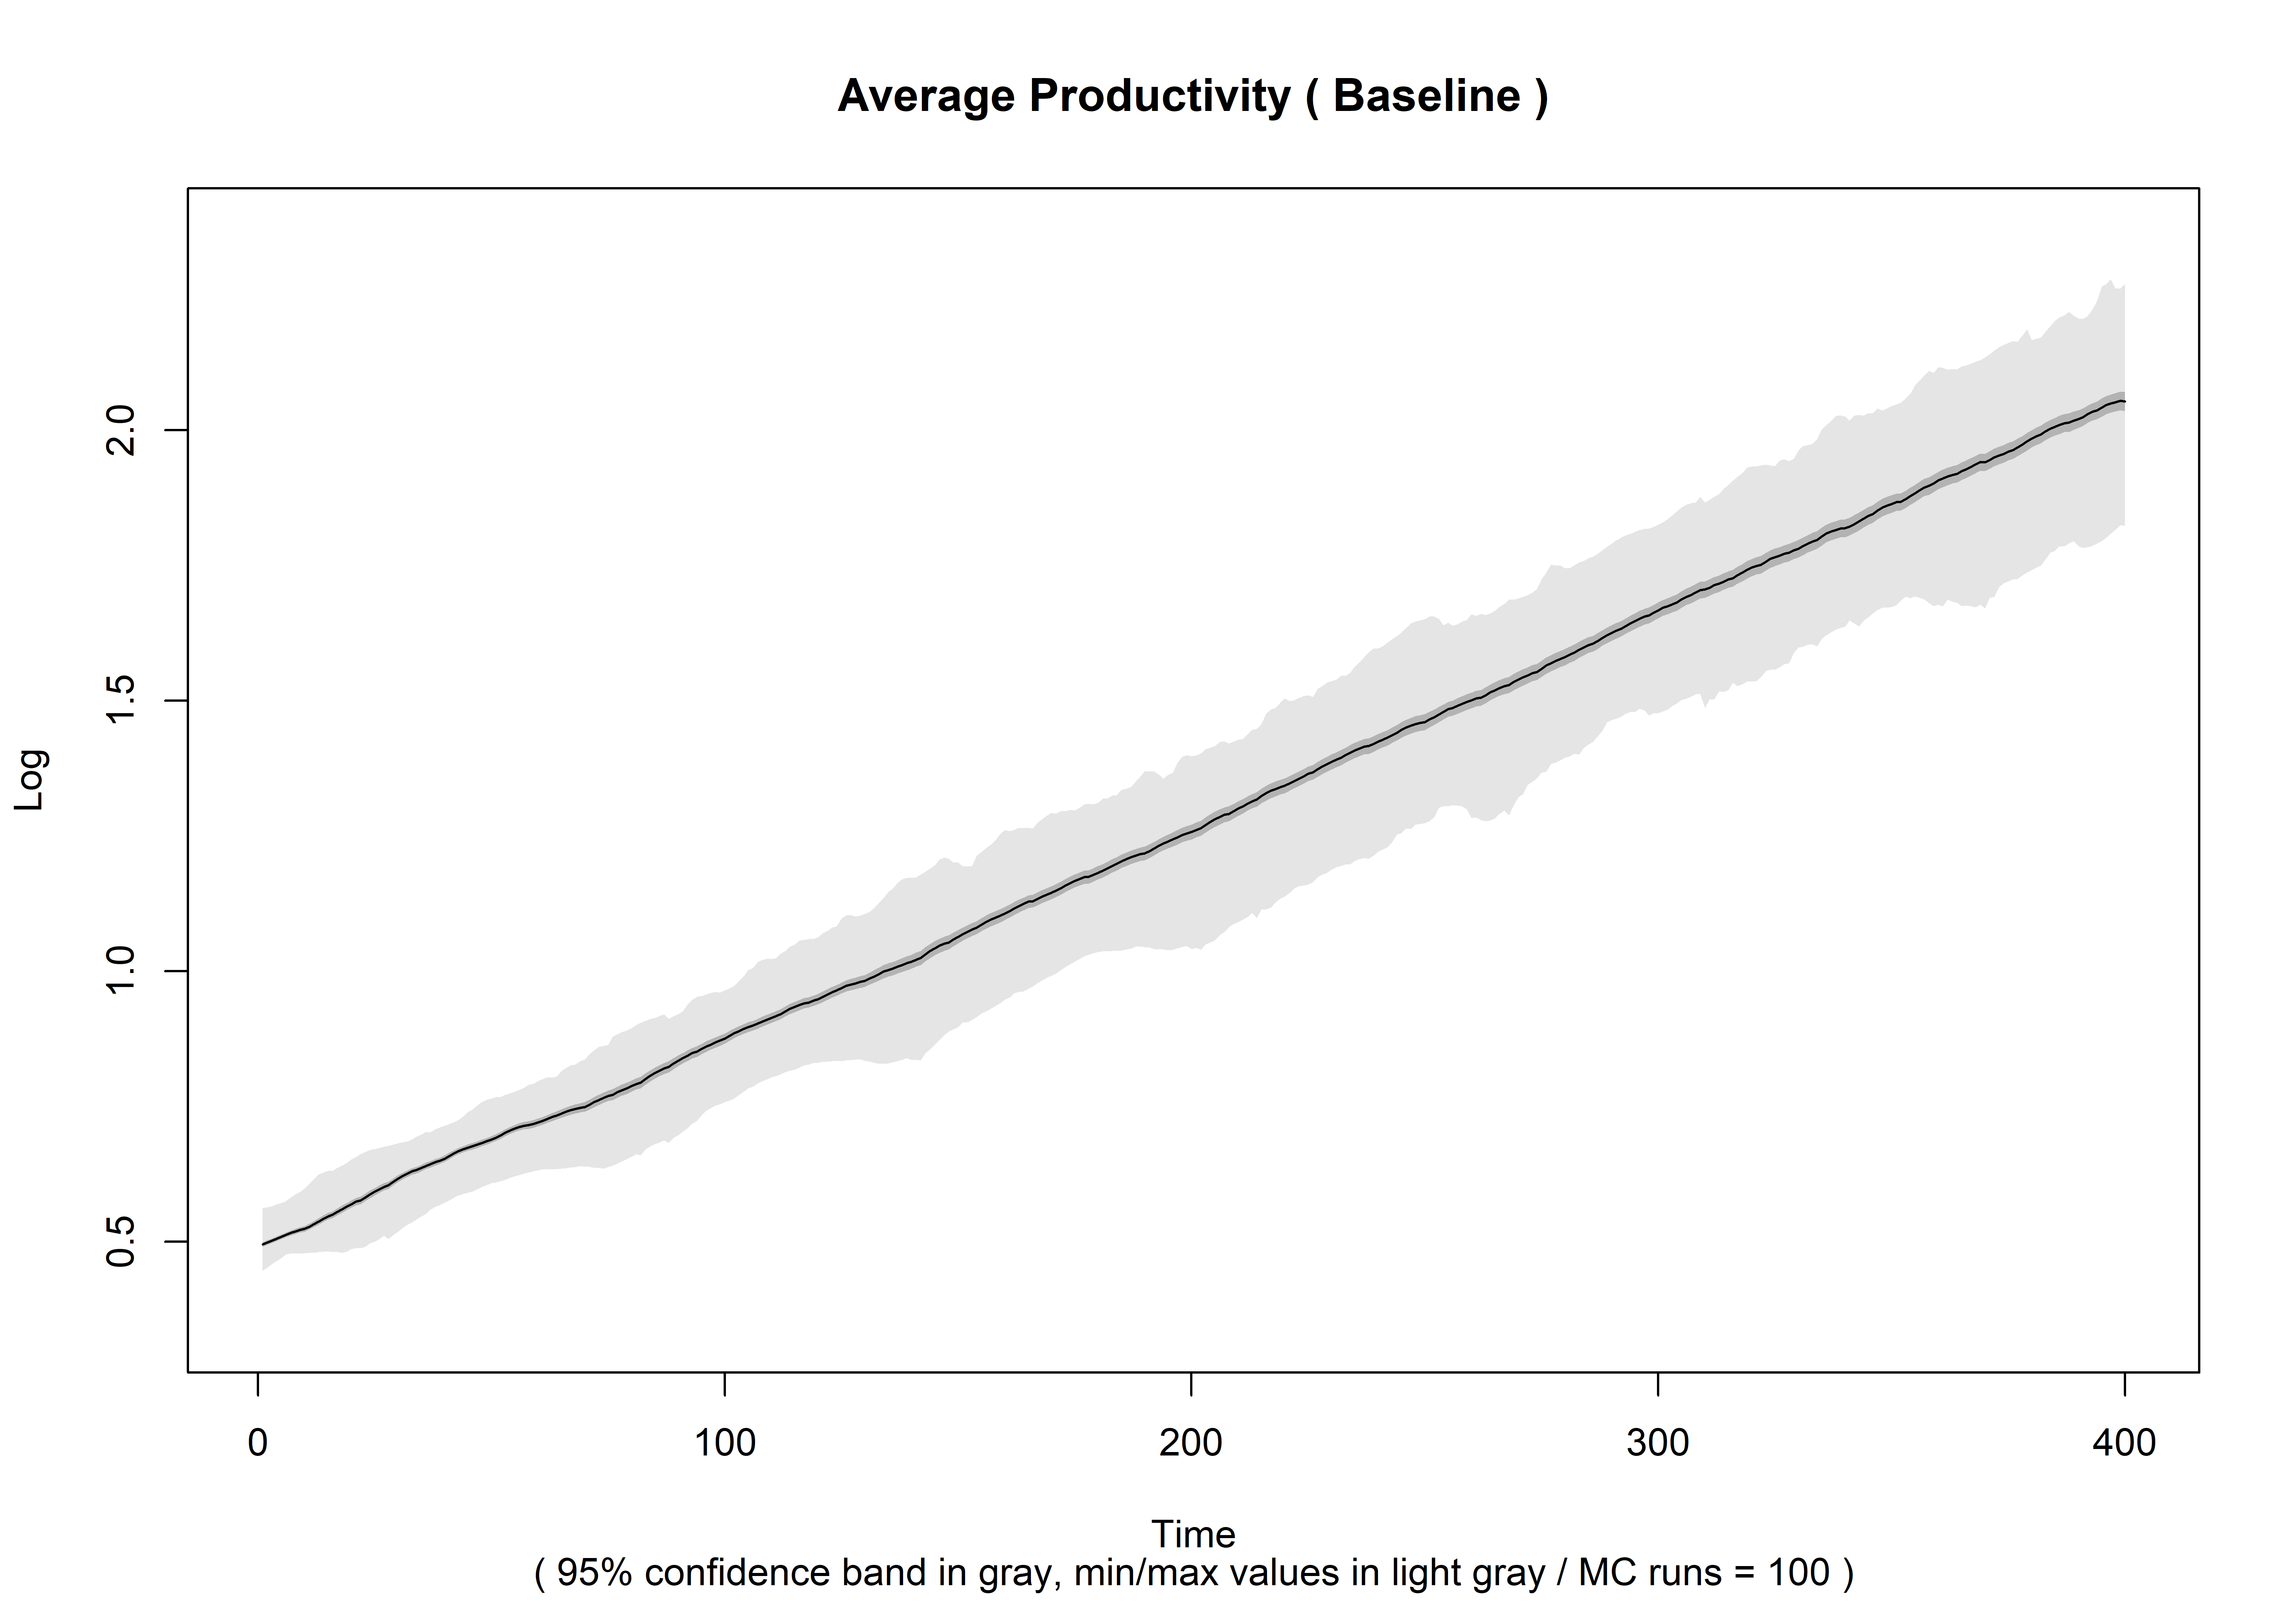 Average Productivity ( Baseline )
Log
2.0
1.5
1.0
0.5
0 100 200 300 400
Time
( 95% confidence band in gray, min/max values in light gray / MC runs = 100 )